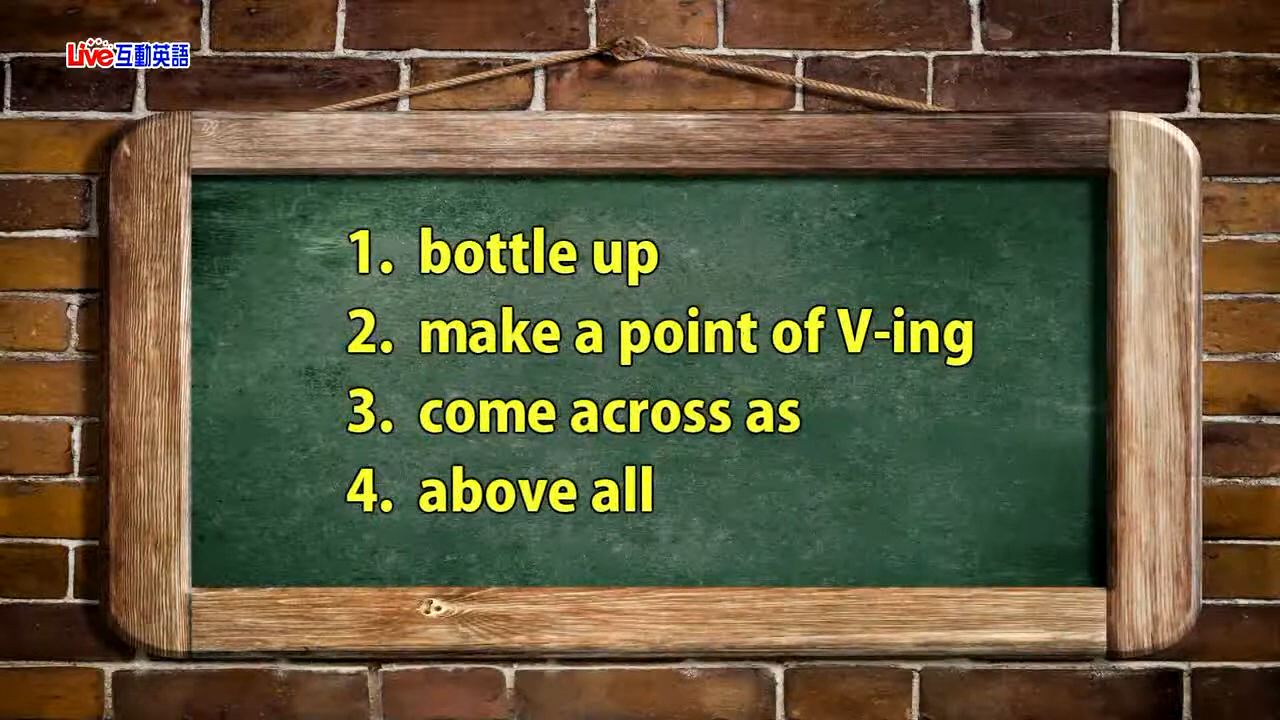 Live互動英語
1. bottle up
2. make a point of V-ing
3. come across as
4. above all